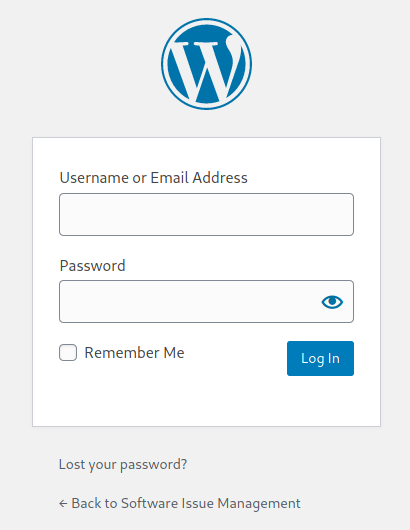 Username or Email Address
Password
Remember Me
Log In
Lost your password?
← Back to Software Issue Management